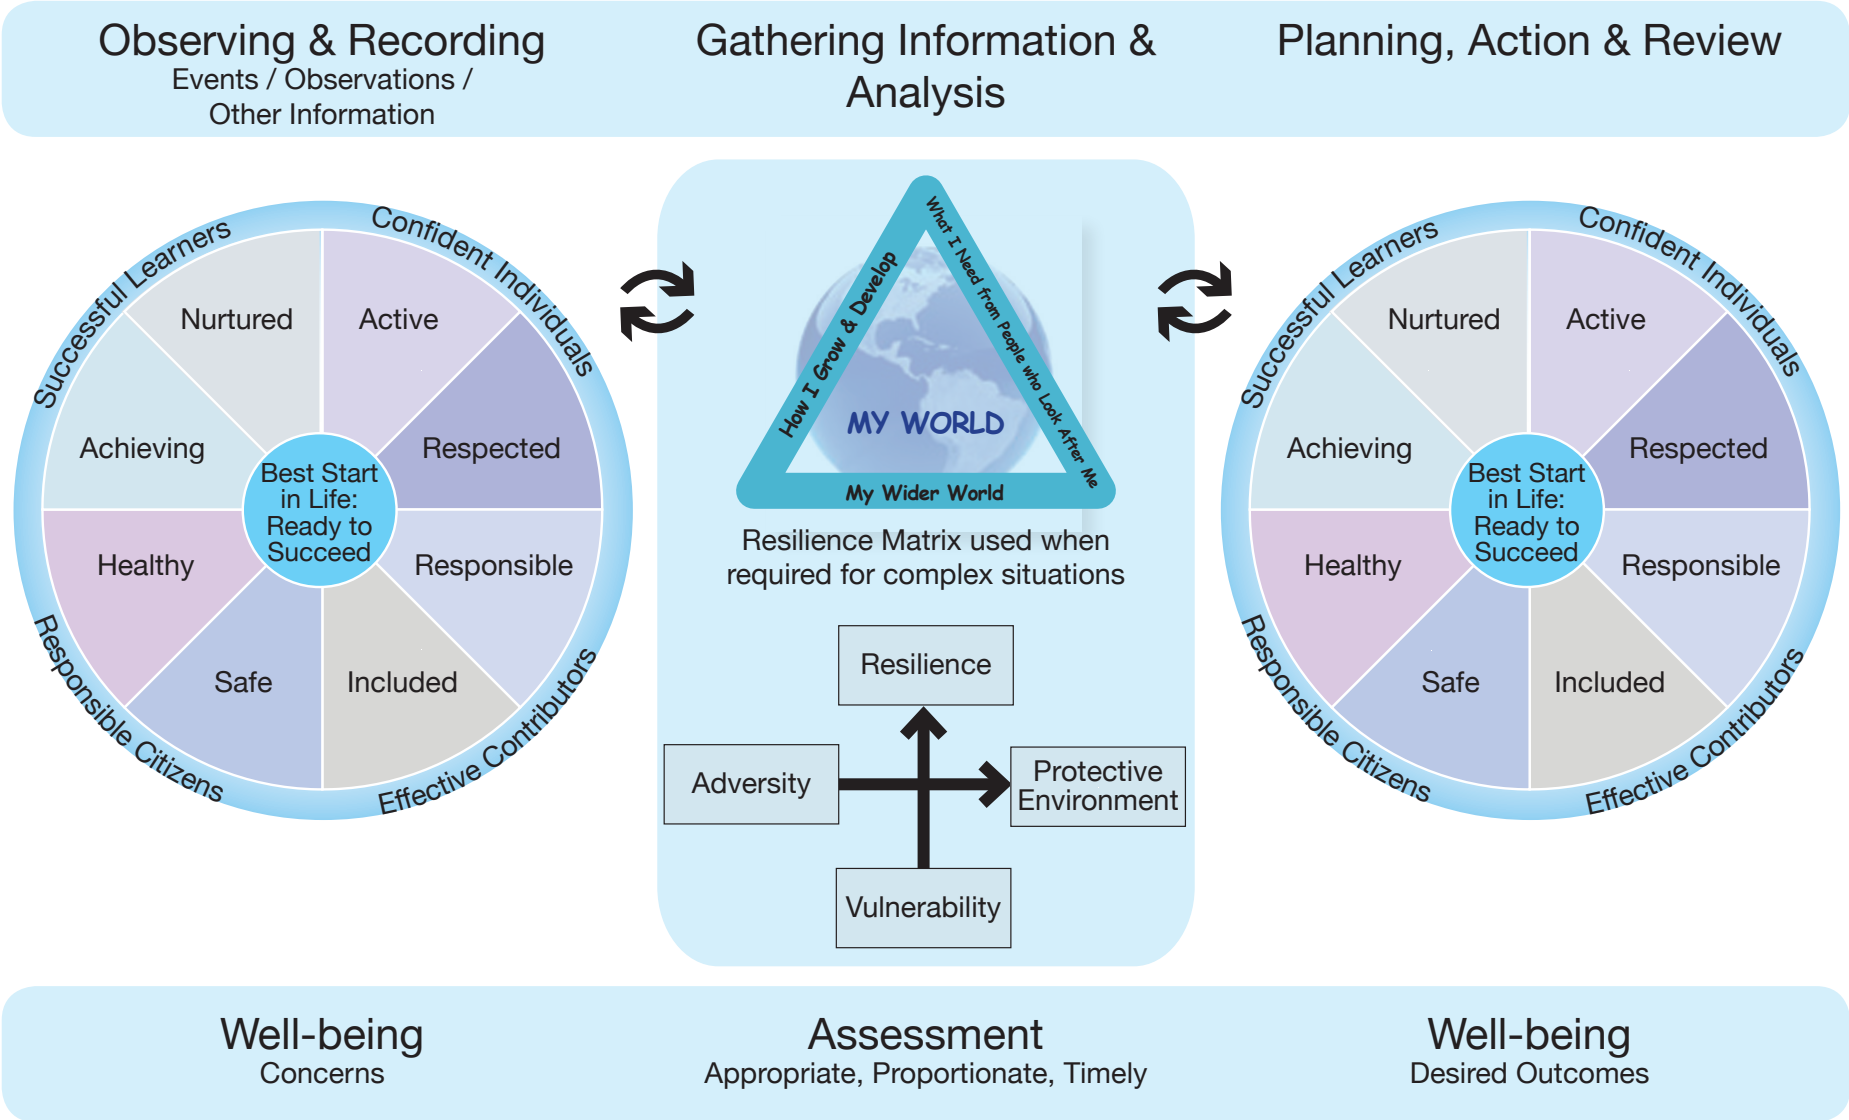 Observing & Recording
Events / Observations /
Other Information
Gathering Information &
Analysis
Planning, Action & Review
Successful Learners
Confident Individuals
Nurtured
Active
Achieving
Respected
Best Start
in Life:
Ready to
Succeed
Healthy
Responsible
Safe
Included
Responsible Citizens
Effective Contributors
How I Grow & Develop
What I Need from People who Look After Me
MY WORLD
My Wider World
Resilience Matrix used when
required for complex situations
Resilience
Adversity
Protective
Environment
Vulnerability
Successful Learners
Confident Individuals
Nurtured
Active
Achieving
Respected
Best Start
in Life:
Ready to
Succeed
Healthy
Responsible
Safe
Included
Responsible Citizens
Effective Contributors
Well-being
Concerns
Assessment
Appropriate, Proportionate, Timely
Well-being
Desired Outcomes